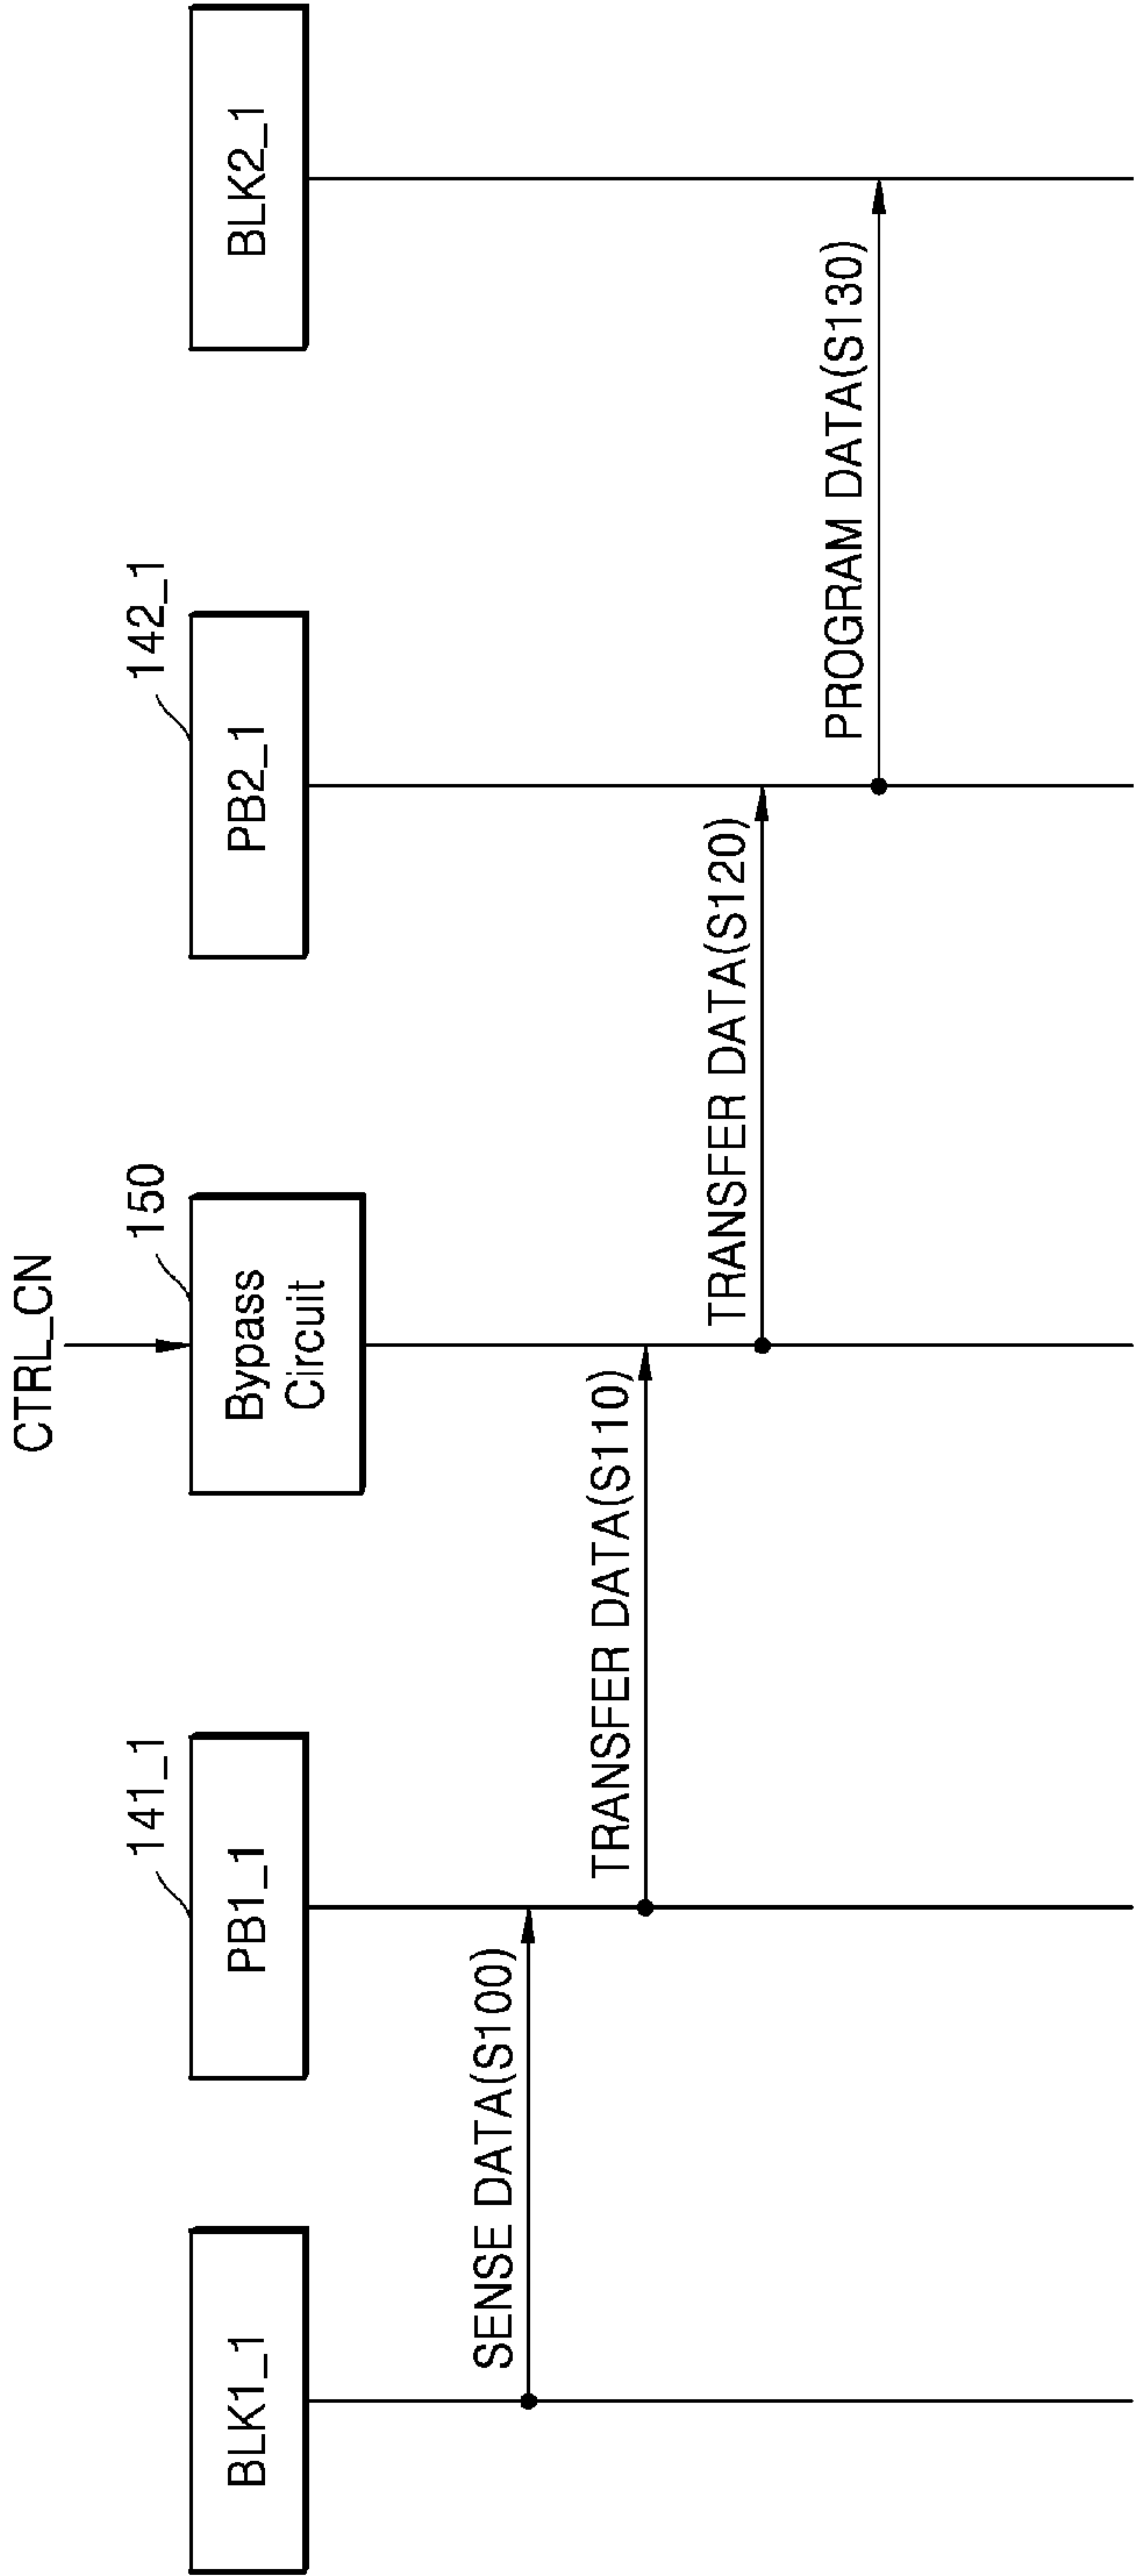 CTRL_CN
141_1
150
142_1
BLK1_1
PB1_1
Bypass
Circuit
PB2_1
BLK2_1
SENSE DATA(S100)
TRANSFER DATA(S110)
TRANSFER DATA(S120)
PROGRAM DATA(S130)